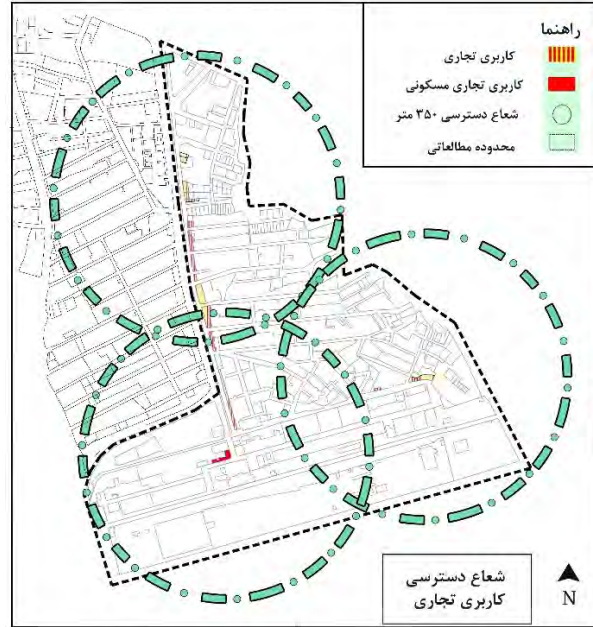 راهنما
کاربری تجاری
کاربری تجاری مسکونی
شعاع دسترسی ۳۵۰ متر
محدوده مطالعاتی
شعاع دسترسی
کاربری تجاری
N